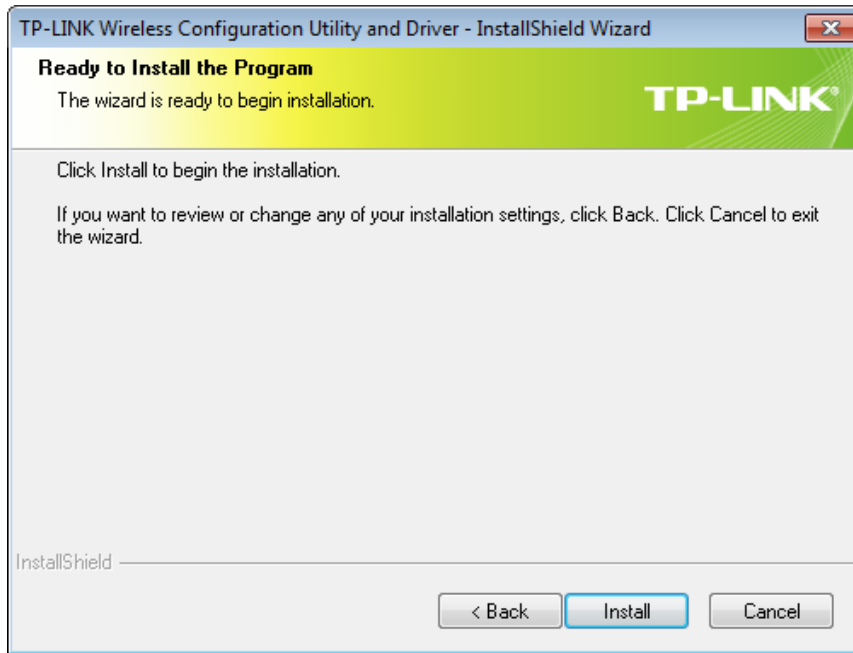 TP-LINK Wireless Configuration Utility and Driver - InstallShield Wizard
Ready to Install the Program
The wizard is ready to begin installation.
TP-LINK®
Click Install to begin the installation.
If you want to review or change any of your installation settings, click Back. Click Cancel to exit
the wizard.
InstallShield
< Back
Install
Cancel